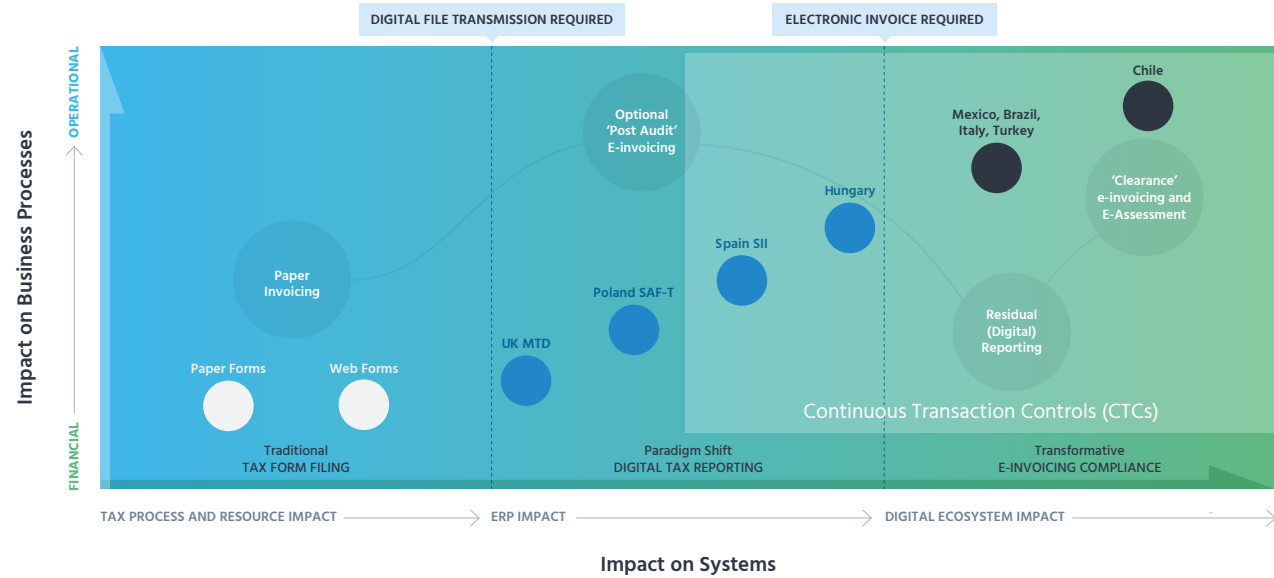 DIGITAL FILE TRANSMISSION REQUIRED
ELECTRONIC INVOICE REQUIRED
Impact on Business Processes
OPERATIONAL
FINANCIAL
Chile
Optional
‘Post Audit’
E-invoicing
Mexico, Brazil,
Italy, Turkey
‘Clearance’
e-invoicing and
E-Assessment
Hungary
Spain SII
Paper
Invoicing
Poland SAF-T
Residual
(Digital)
Reporting
UK MTD
Paper Forms
Web Forms
Continuous Transaction Controls (CTCs)
Traditional
TAX FORM FILING
Paradigm Shift
DIGITAL TAX REPORTING
Transformative
E-INVOICING COMPLIANCE
TAX PROCESS AND RESOURCE IMPACT
ERP IMPACT
DIGITAL ECOSYSTEM IMPACT
Impact on Systems